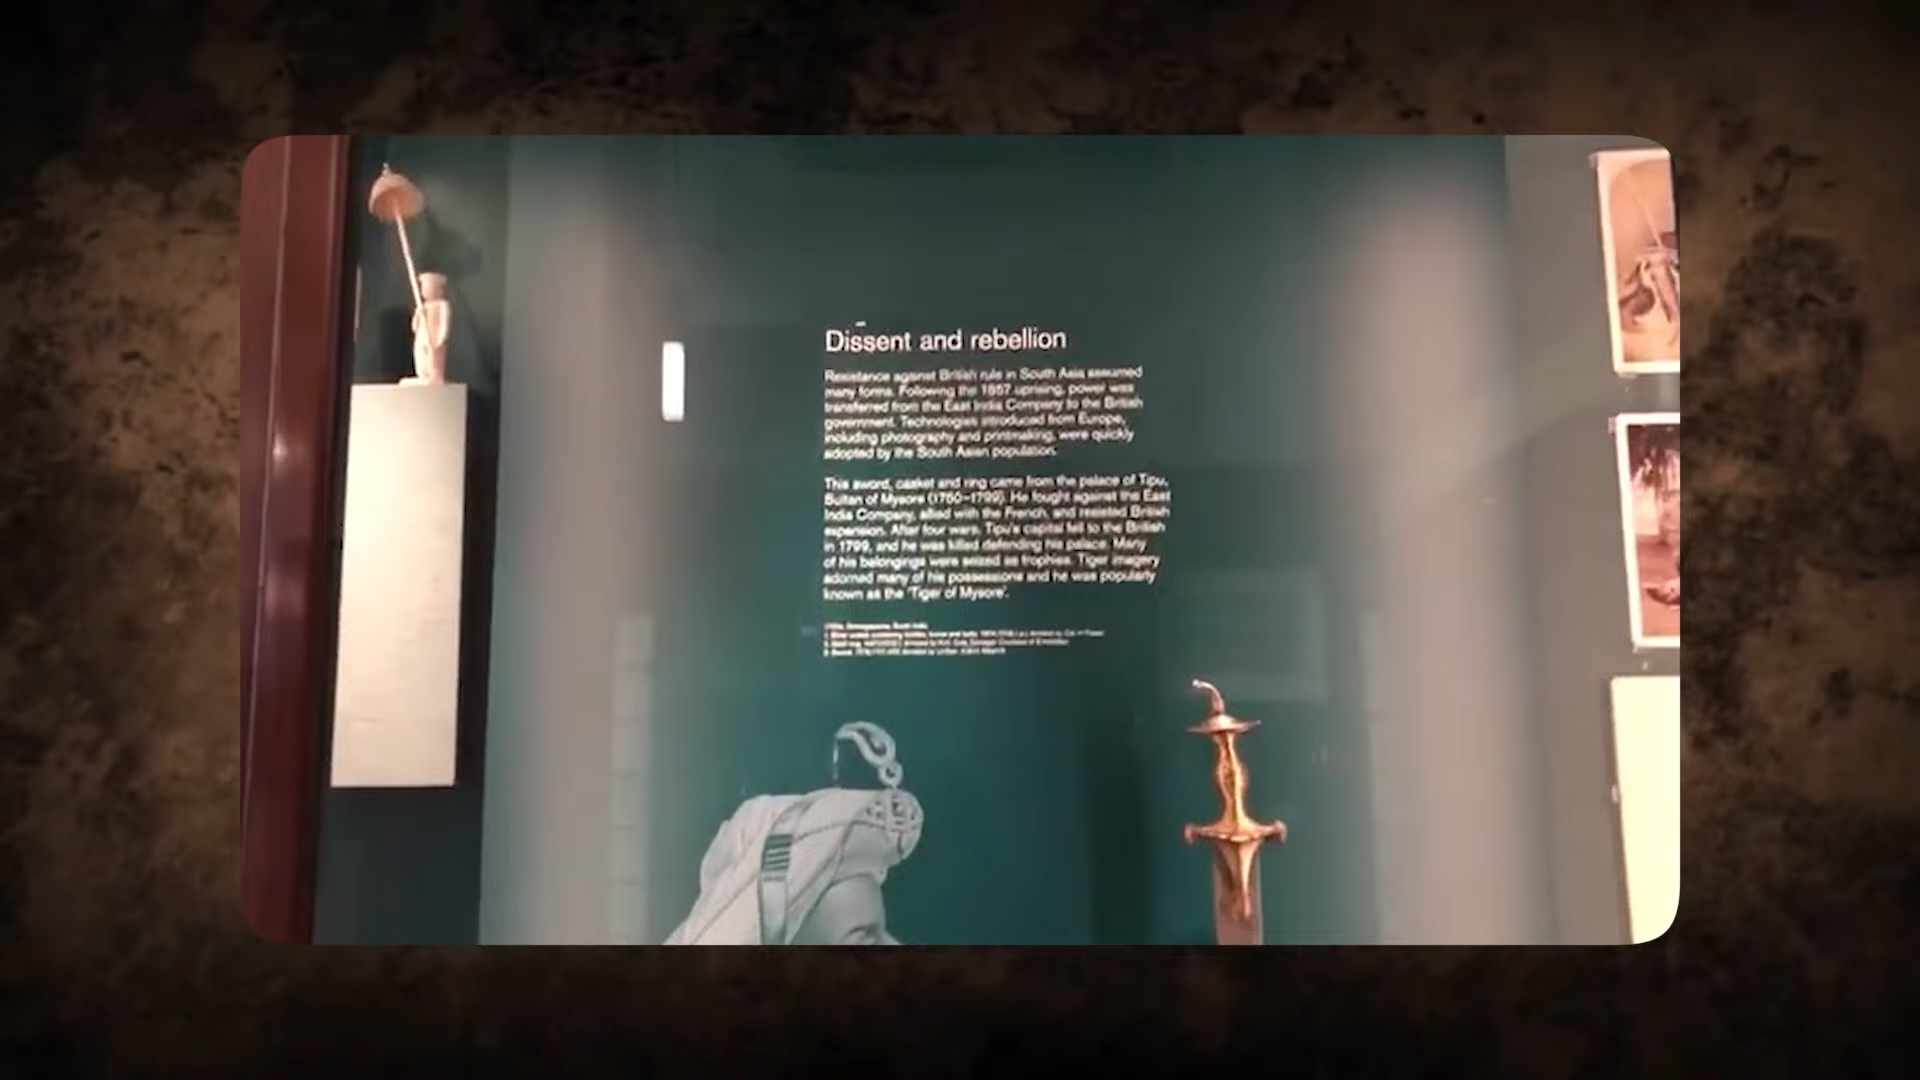 Dissent and rebellion
Resistance against British rule in South Asia assumed
many forms. Following the 1857 uprising, power was
transferred from the East India Company to the British
government. Technologies introduced from Europe,
including photography and printmaking, were quickly
adopted by the South Asian population.
This sword, casket and ring came from the palace of Tipu,
Sultan of Mysore (1750–1799). He fought against the East
India Company, allied with the French, and resisted British
expansion. After four wars, Tipu's capital fell to the British
in 1799, and he was killed defending his palace. Many
of his belongings were seized as trophies. Tiger imagery
adorned many of his possessions and he was popularly
known as the 'Tiger of Mysore'.